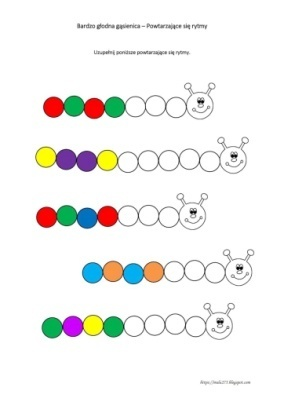 Bardzo głodna gąsienica – Powtarzające się rytmy
Uzupełnij poniższe powtarzające się rytmy.